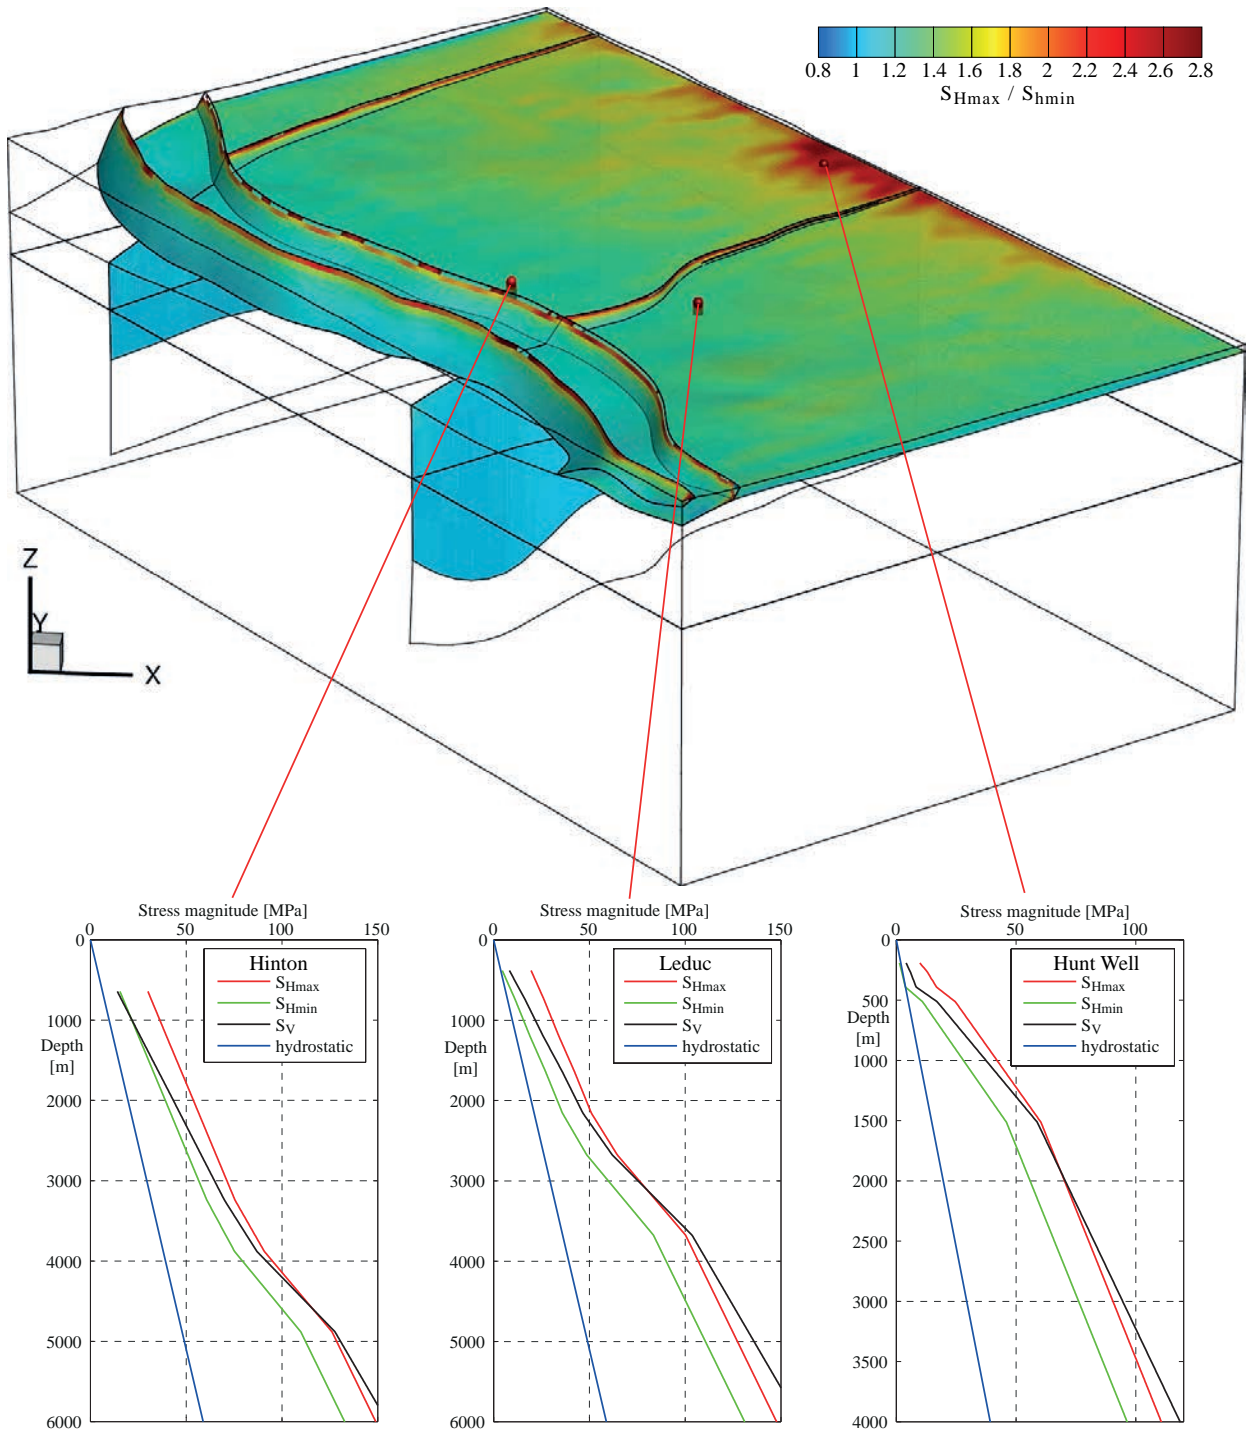 0.8 1 1.2 1.4 1.6 1.8 2 2.2 2.4 2.6 2.8
SHmax / Shmin
Z
Y
X
Stress magnitude [MPa]
0 50 100 150
0
1000
Depth
[m]
2000
3000
4000
5000
6000
Hinton
SHmax
SHmin
SV
hydrostatic
Stress magnitude [MPa]
0 50 100 150
0
1000
Depth
[m]
2000
3000
4000
5000
6000
Leduc
SHmax
SHmin
SV
hydrostatic
Stress magnitude [MPa]
0 50 100
0
500
Depth
[m]
1000
1500
2000
2500
3000
3500
4000
Hunt Well
SHmax
SHmin
SV
hydrostatic